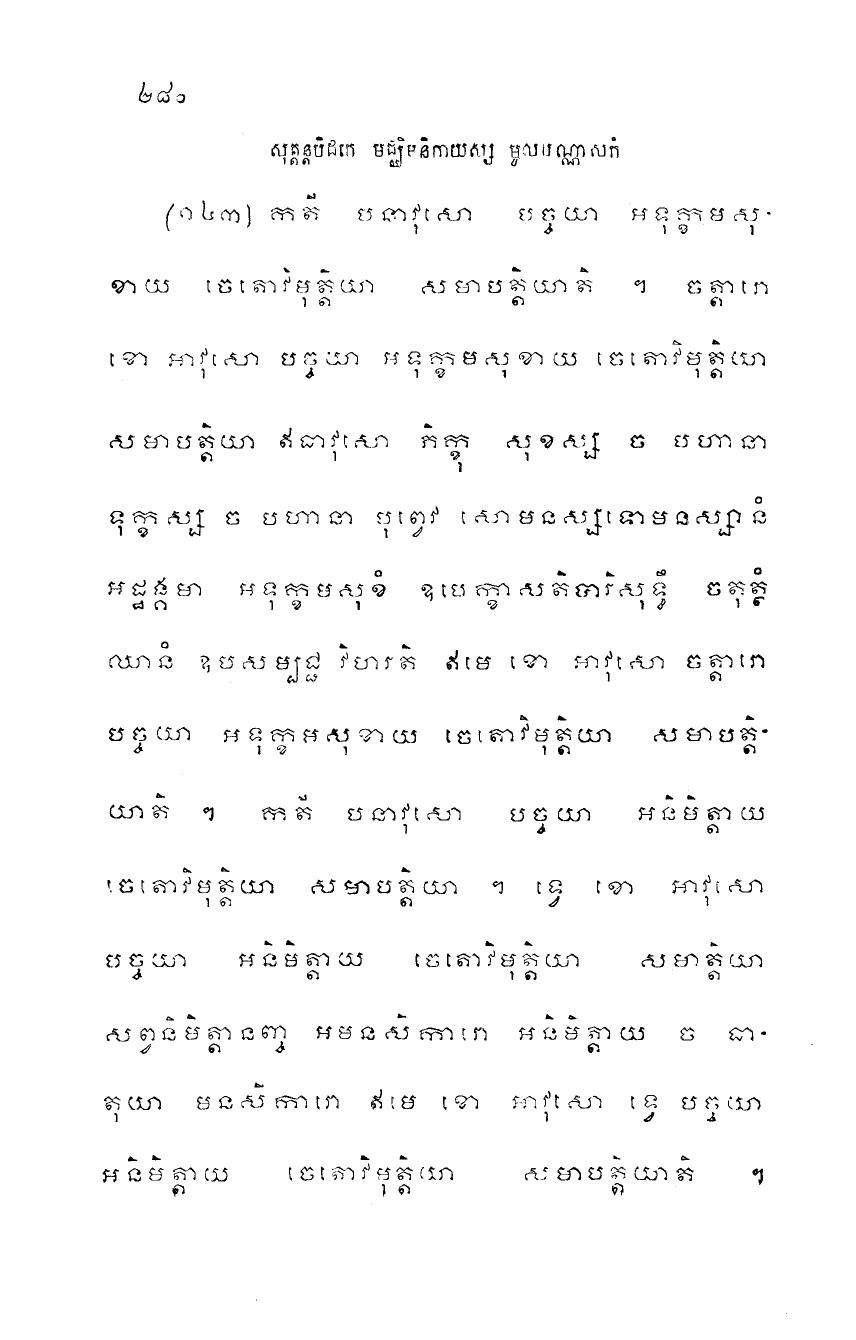 ២៨១
សុត្តន្តបិដកេ មជ្ឈិមនិកាយស្ស មូលបណ្ណាសកំ
(១៤៣) កតី បនាវុសោ បច្ចយា អទុក្ខមសុ-
ខាយ ចេតោវិមុត្តិយា សមាបត្តិយាតិ ។ ចត្តារោ
ខោ អាវុសោ បច្ចយា អទុក្ខមសុខាយ ចេតោវិមុត្តិយា
សមាបត្តិយា ឥធាវុសោ ភិក្ខុ សុខស្ស ច បហានា
ទុក្ខស្ស ច បហានា បុព្វេវ សោមនស្សទោមនស្សានំ
អដ្ឋង្គមា អទុក្ខមសុខំ ឧបេក្ខាសតិបារិសុទ្ធឹ ចតុត្ថំ
ឈានំ ឧបសម្បជ្ជ វិហរតិ ឥមេ ខោ អាវុសោ ចត្តារោ
បច្ចយា អទុក្ខមសុខាយ ចេតោវិមុត្តិយា សមាបត្តិ-
យាតិ ។ កតី បនាវុសោ បច្ចយា អនិមិត្តាយ
ចេតោវិមុត្តិយា សមាបត្តិយា ។ ទ្វេ ខោ អាវុសោ
បច្ចយា អនិមិត្តាយ ចេតោវិមុត្តិយា សមាត្តិយា
សព្វនិមិត្តានញ្ច អមនសិការោ អនិមិត្តាយ ច ធា-
តុយា មនសិការោ ឥមេ ខោ អាវុសោ ទ្វេ បច្ចយា
អនិមិត្តាយ ចេតោវិមុត្តិយា សមាបត្តិយាតិ ។